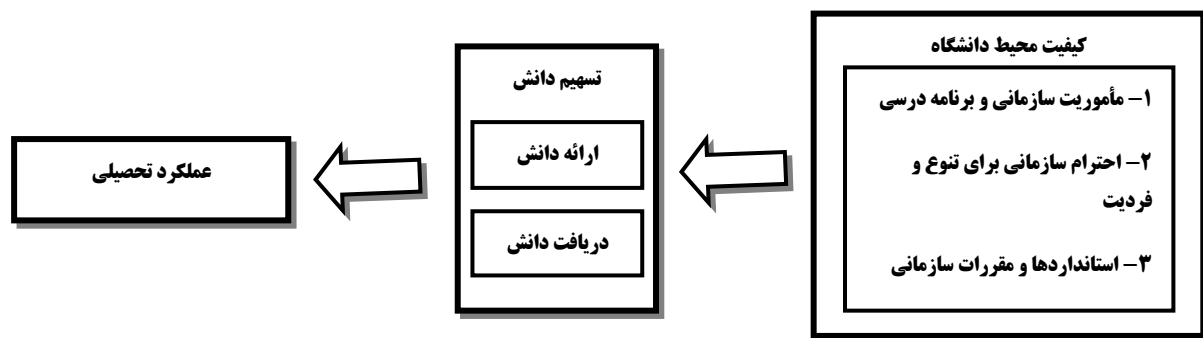 کیفیت محیط دانشگاه
۱- مأموریت سازمانی و برنامه درسی
۲- احترام سازمانی برای تنوع و
فردیت
۳- استانداردها و مقررات سازمانی
تسهیم دانش
ارائه دانش
دریافت دانش
عملکرد تحصیلی